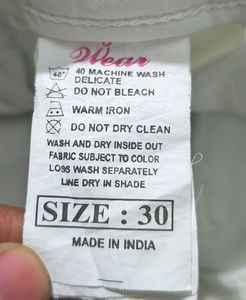 Wear
40°
40 MACHINE WASH
DELICATE
DO NOT BLEACH
WARM IRON
DO NOT DRY CLEAN
WASH AND DRY INSIDE OUT
FABRIC SUBJECT TO COLOR
LOSS WASH SEPARATELY
LINE DRY IN SHADE
SIZE : 30
MADE IN INDIA